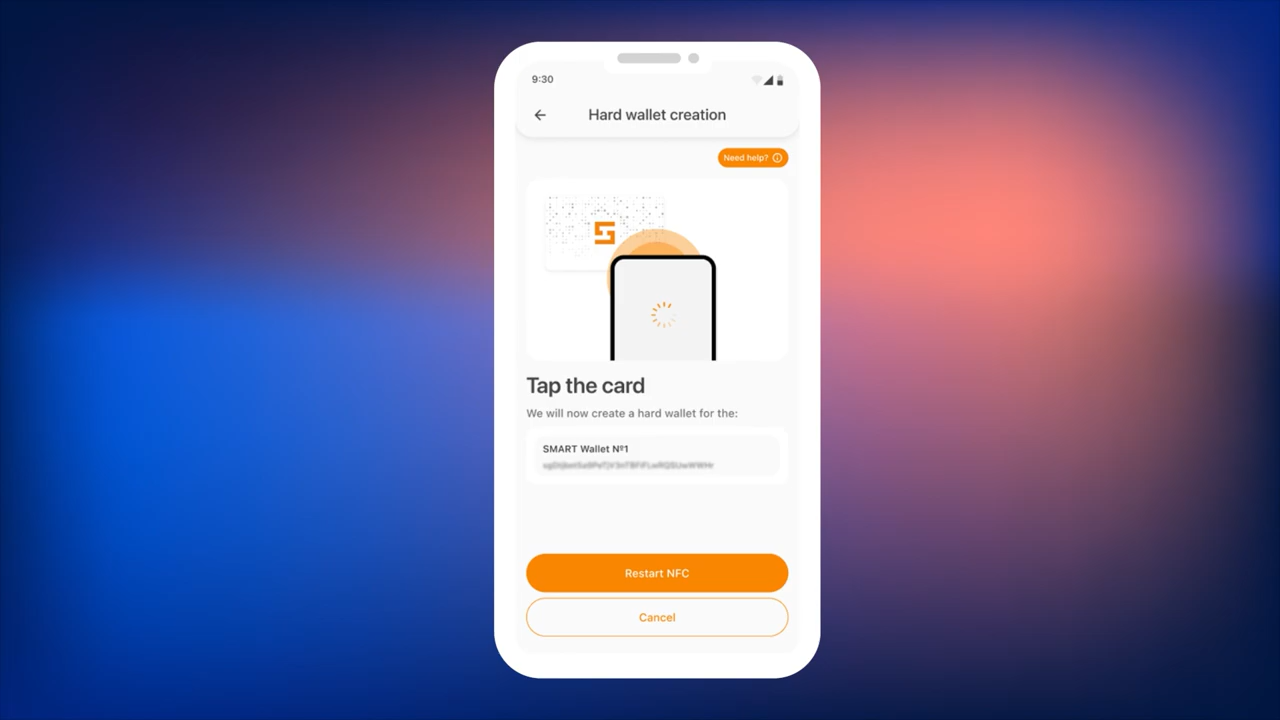 9:30
Hard wallet creation
Need help?
Tap the card
We will now create a hard wallet for the:
SMART Wallet Nº1
Restart NFC
Cancel